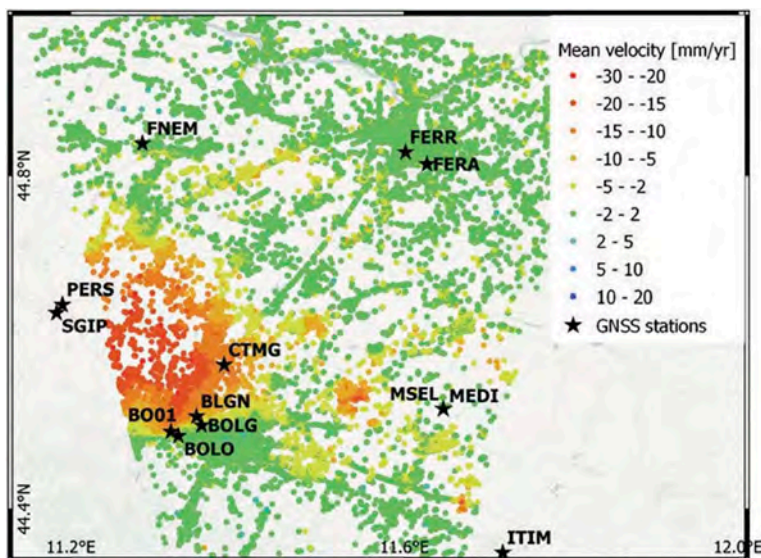 Mean velocity [mm/yr]
-30 - -20
-20 - -15
-15 - -10
-10 - -5
-5 - -2
-2 - 2
2 - 5
5 - 10
10 - 20
GNSS stations
FNEM
FERR
FERA
44.8°N
PERS
SGIP
CTMG
MSEL MEDI
BLGN
BO01
BOLG
BOLO
44.4°N
ITIM
11.2°E
11.6°E
12.0°E